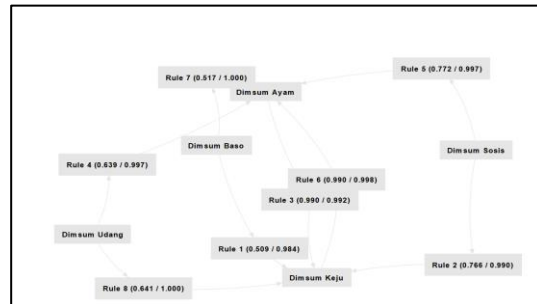 Rule 5 (0.772 / 0.997)
Rule 7 (0.517 / 1.000)
Dimsum Ayam
Dimsum Baso
Dimsum Sosis
Rule 4 (0.639 / 0.997)
Rule 6 (0.990 / 0.998)
Rule 3 (0.990 / 0.992)
Dimsum Udang
Rule 1 (0.509 / 0.984)
Rule 2 (0.766 / 0.990)
Dimsum Keju
Rule 8 (0.641 / 1.000)